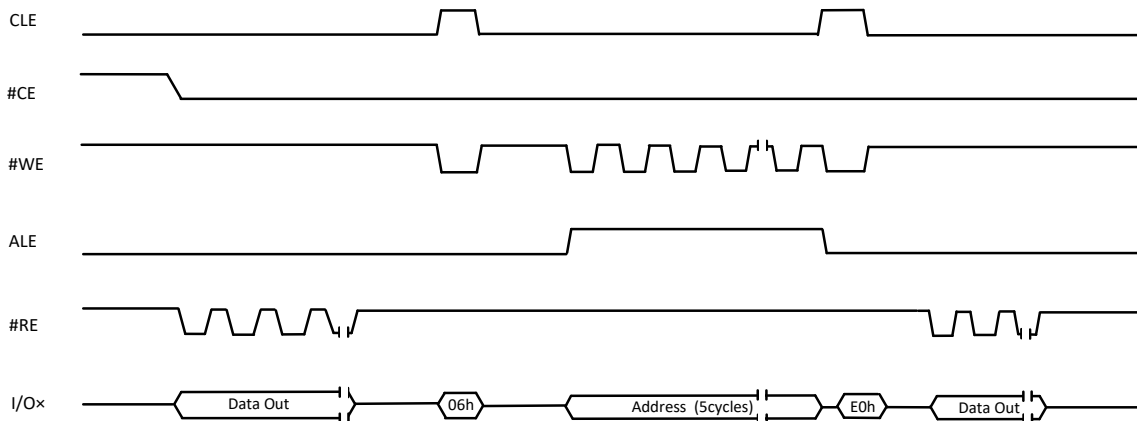 CLE
#CE
#WE
ALE
#RE
I/O×
Data Out
06h
Address (5cycles)
E0h
Data Out